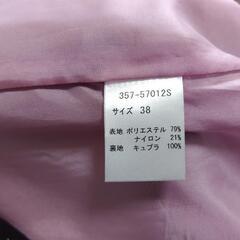 357-57012S
サイズ 38
表地 ポリエステル 79%
ナイロン 21%
裏地 キュプラ 100%